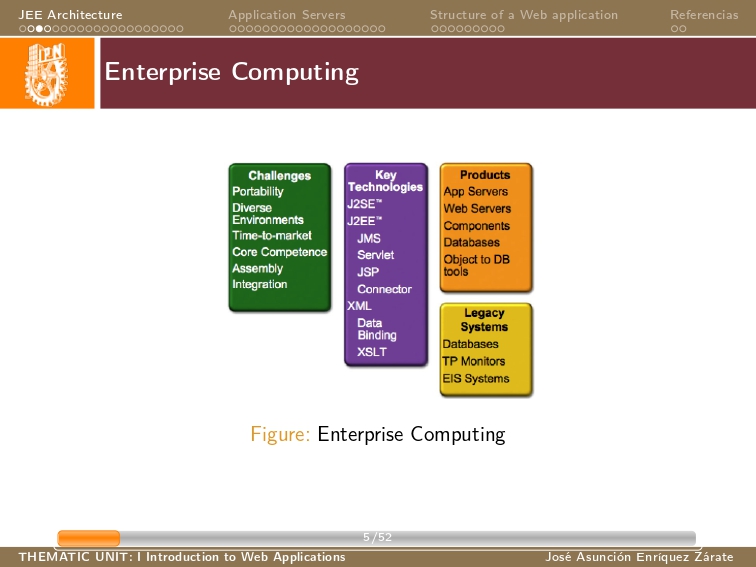 JEE Architecture
Application Servers
Structure of a Web application
Referencias
IPN
Enterprise Computing
Challenges
Portability
Diverse
Environments
Time-to-market
Core Competence
Assembly
Integration
Key
Technologies
J2SE™
J2EE™
JMS
Servlet
JSP
Connector
XML
Data
Binding
XSLT
Products
App Servers
Web Servers
Components
Databases
Object to DB
tools
Legacy
Systems
Databases
TP Monitors
EIS Systems
Figure: Enterprise Computing
5/52
THEMATIC UNIT: I Introduction to Web Applications
José Asunción Enríquez Zárate